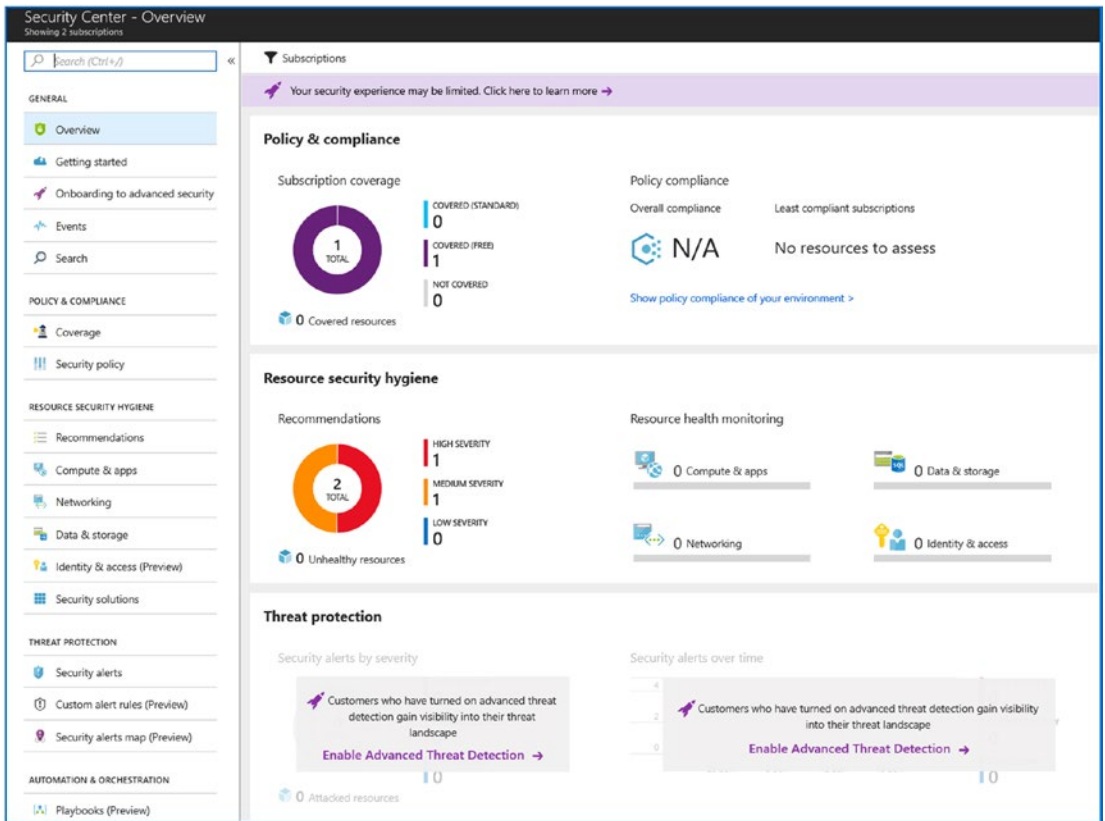 Security Center - Overview
Showing 2 subscriptions
Search (Ctrl+/)
«
GENERAL
Overview
Getting started
Onboarding to advanced security
Events
Search
POLICY & COMPLIANCE
Coverage
Security policy
RESOURCE SECURITY HYGIENE
Recommendations
Compute & apps
Networking
Data & storage
Identity & access (Preview)
Security solutions
THREAT PROTECTION
Security alerts
Custom alert rules (Preview)
Security alerts map (Preview)
AUTOMATION & ORCHESTRATION
Playbooks (Preview)
Subscriptions
Your security experience may be limited. Click here to learn more →
Policy & compliance
Subscription coverage
1
TOTAL
COVERED (STANDARD)
0
COVERED (FREE)
1
NOT COVERED
0
0 Covered resources
Policy compliance
Overall compliance
N/A
Least compliant subscriptions
No resources to assess
Show policy compliance of your environment >
Resource security hygiene
Recommendations
2
TOTAL
HIGH SEVERITY
1
MEDIUM SEVERITY
1
LOW SEVERITY
0
0 Unhealthy resources
Resource health monitoring
0 Compute & apps
SQL
0 Data & storage
0 Networking
0 Identity & access
Threat protection
Security alerts by severity
Customers who have turned on advanced threat
detection gain visibility into their threat
landscape
Enable Advanced Threat Detection →
0
0 Attacked resources
Security alerts over time
4
2
0
Customers who have turned on advanced threat detection gain visibility
into their threat landscape
Enable Advanced Threat Detection →
0